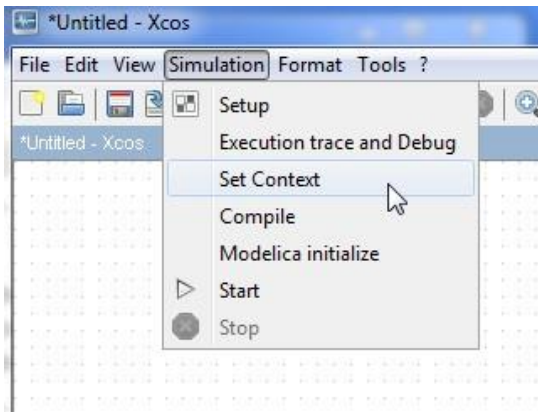 *Untitled - Xcos
File Edit View Simulation Format Tools ?
*Untitled - Xcos
Setup
Execution trace and Debug
Set Context
Compile
Modelica initialize
Start
Stop